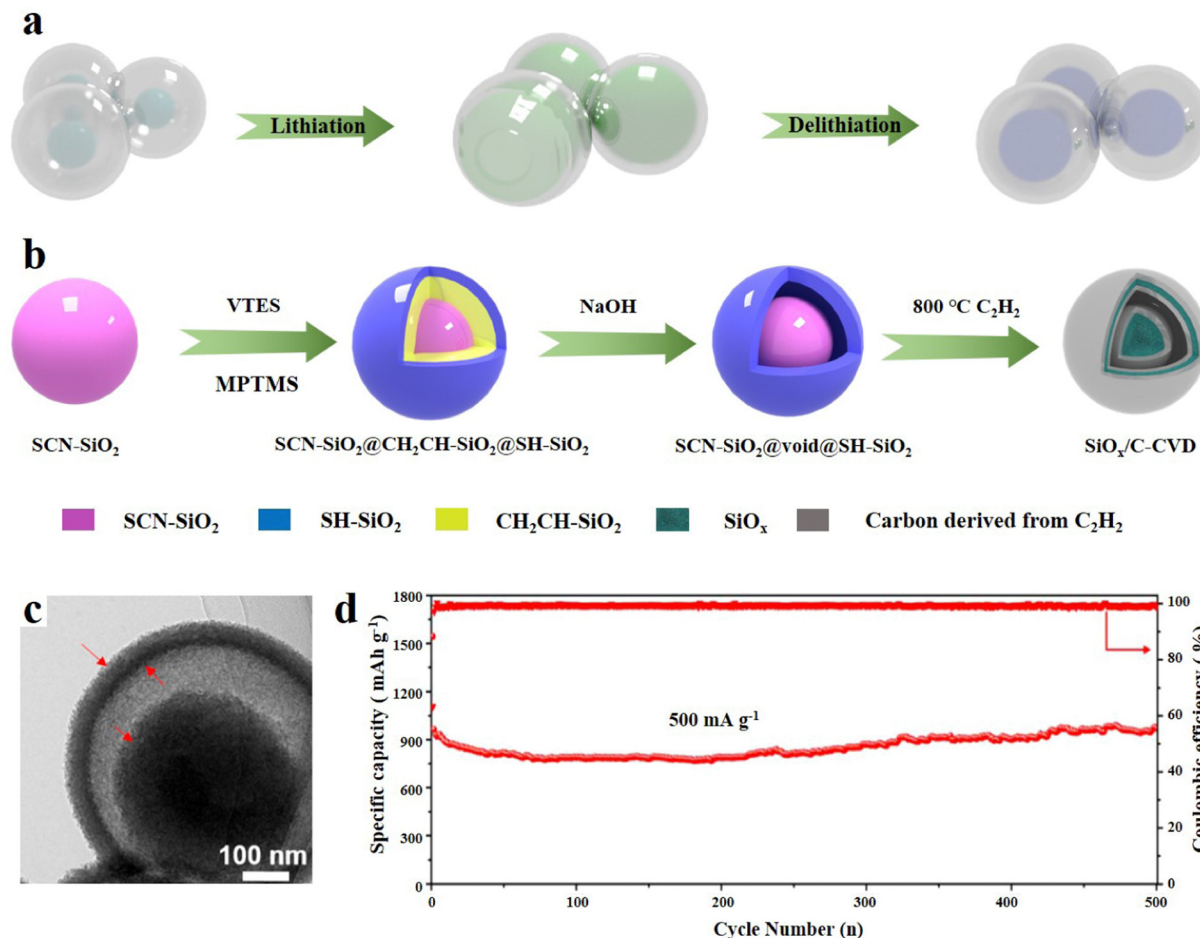 a
Lithiation
Delithiation
b
VTES
MPTMS
NaOH
800 °C C₂H₂
SCN-SiO₂
SCN-SiO₂@CH₂CH-SiO₂@SH-SiO₂
SCN-SiO₂@void@SH-SiO₂
SiOₓ/C-CVD
SCN-SiO₂
SH-SiO₂
CH₂CH-SiO₂
SiOₓ
Carbon derived from C₂H₂
c
100 nm
d
Specific capacity ( mAh g⁻¹)
1800
1500
1200
900
600
300
0
500 mA g⁻¹
100
80
60
40
20
0
Coulombic efficiency ( %)
0
100
200
300
400
500
Cycle Number (n)